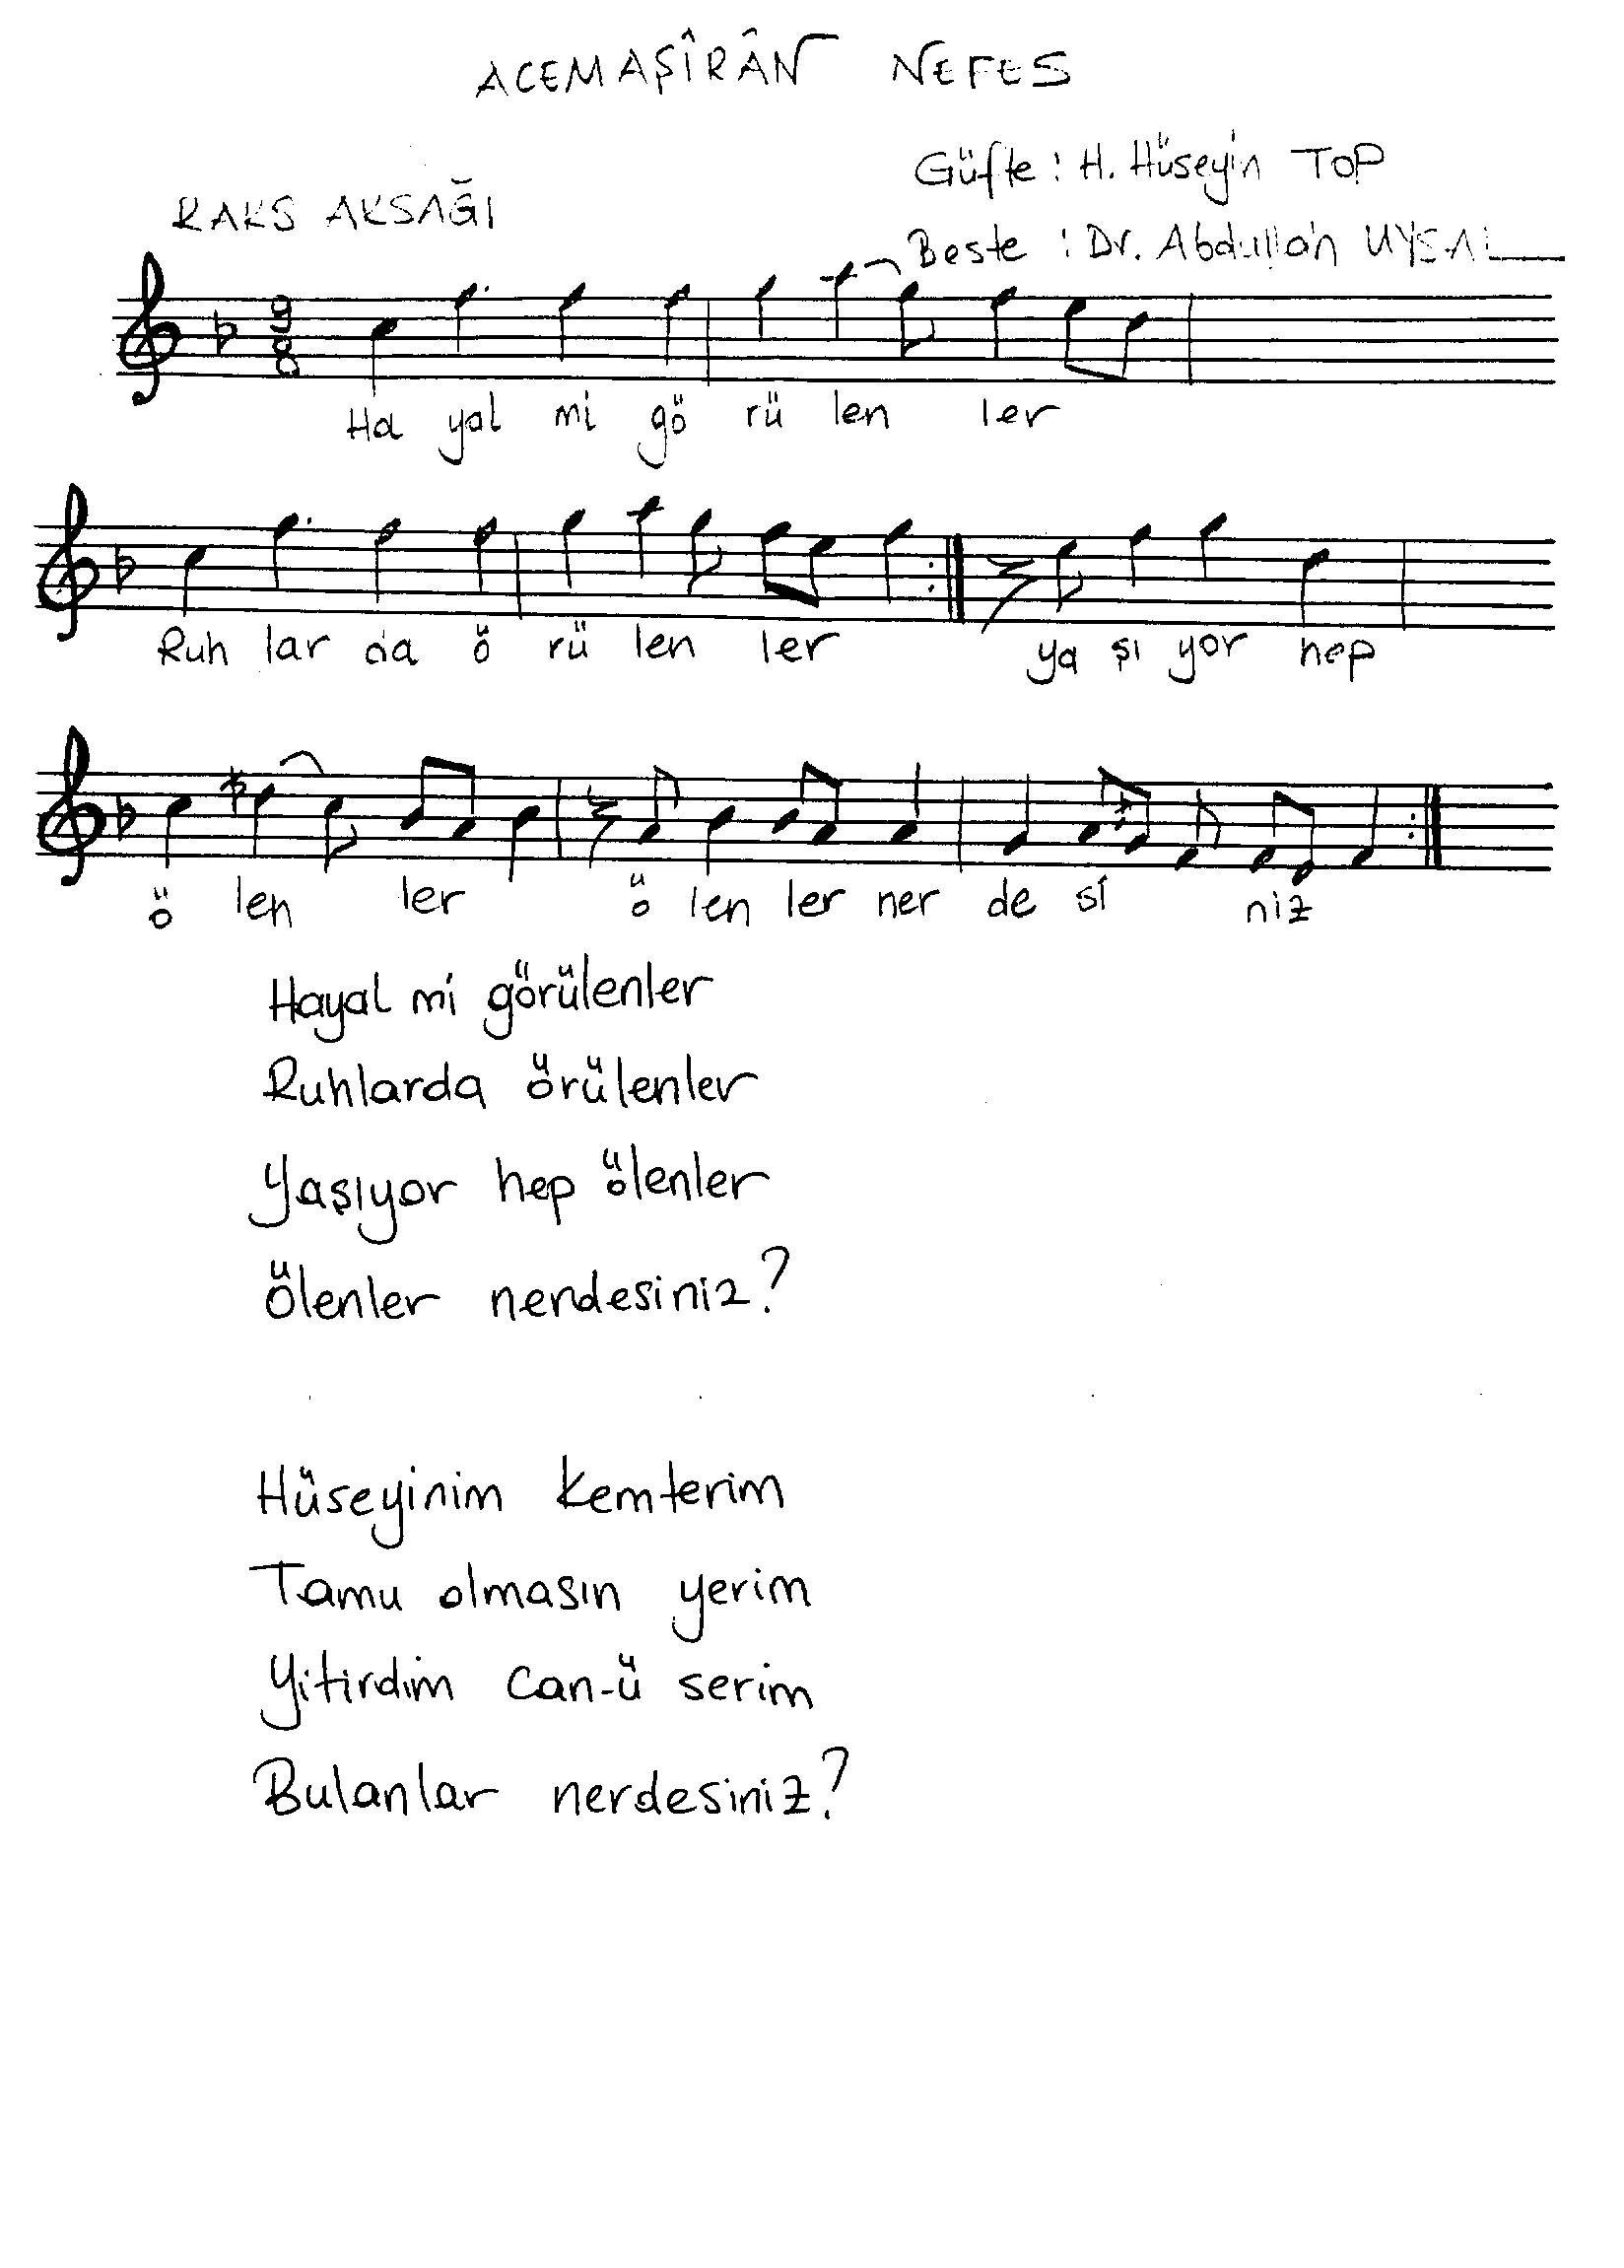 ACEMAŞÎRÂN NEFES
Güfte : H. Hüseyin TOP
RAKS AKSAĞI
Beste : Dr. Abdullah UYSAL
9
8
Ha yal mi gö rü len ler
Ruh lar da ö rü len ler ya şı yor hep
ö len ler ö len ler ner de si niz
Hayal mi görülenler
Ruhlarda örülenler
Yaşıyor hep ölenler
Ölenler nerdesiniz?
Hüseyinim kemterim
Tamu olmasın yerim
Yitirdim can-ü serim
Bulanlar nerdesiniz?